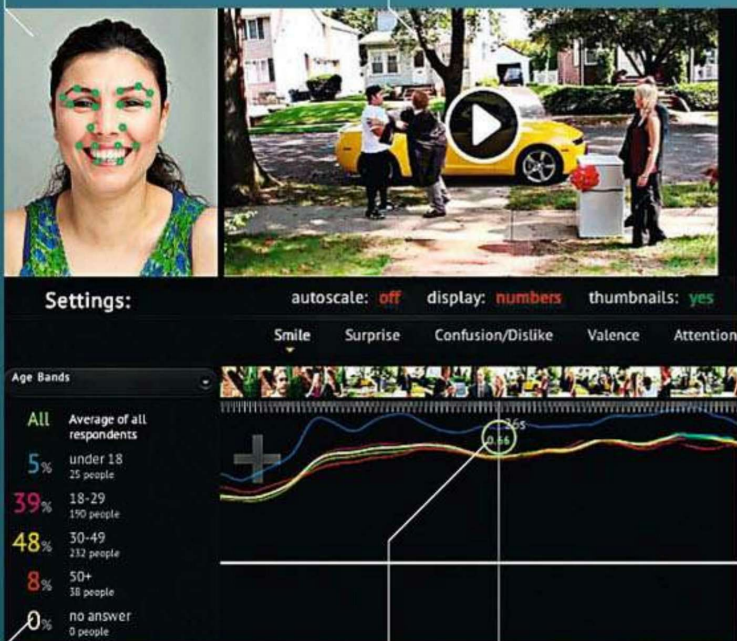 Settings:
autoscale: off display: numbers thumbnails: yes
Smile Surprise Confusion/Dislike Valence Attention
Age Bands
All Average of all
respondents
5% under 18
25 people
39% 18-29
190 people
48% 30-49
232 people
8% 50+
38 people
0% no answer
0 people
26s
0.66